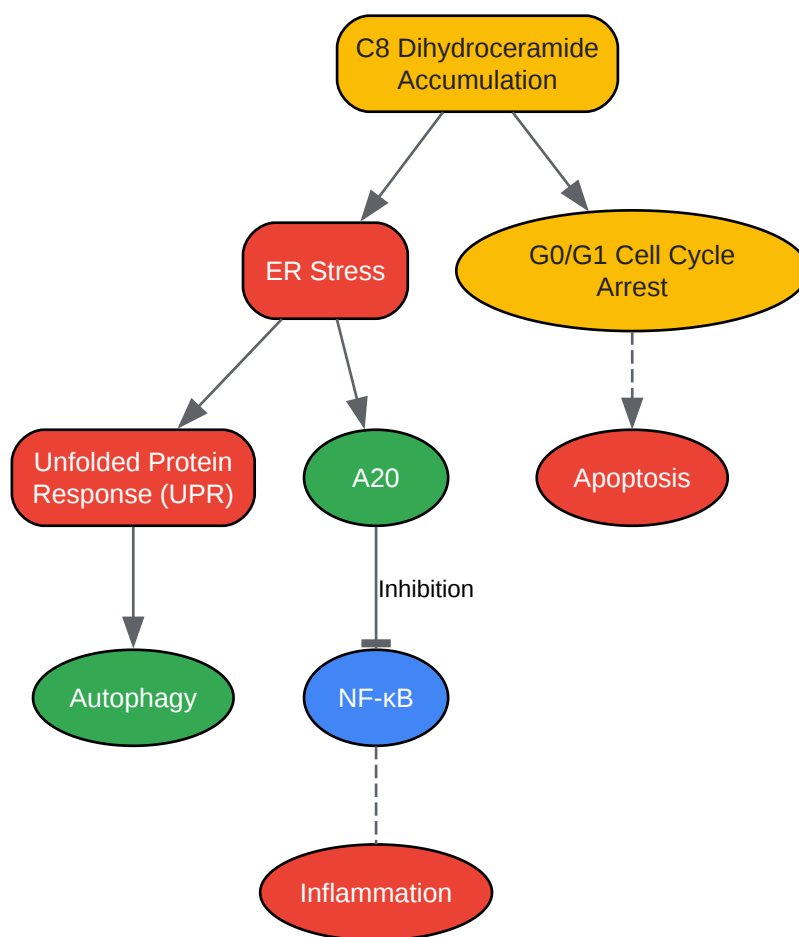 C8 Dihydroceramide
Accumulation
ER Stress
G0/G1 Cell Cycle
Arrest
Unfolded Protein
Response (UPR)
A20
Apoptosis
Inhibition
Autophagy
NF-κB
Inflammation